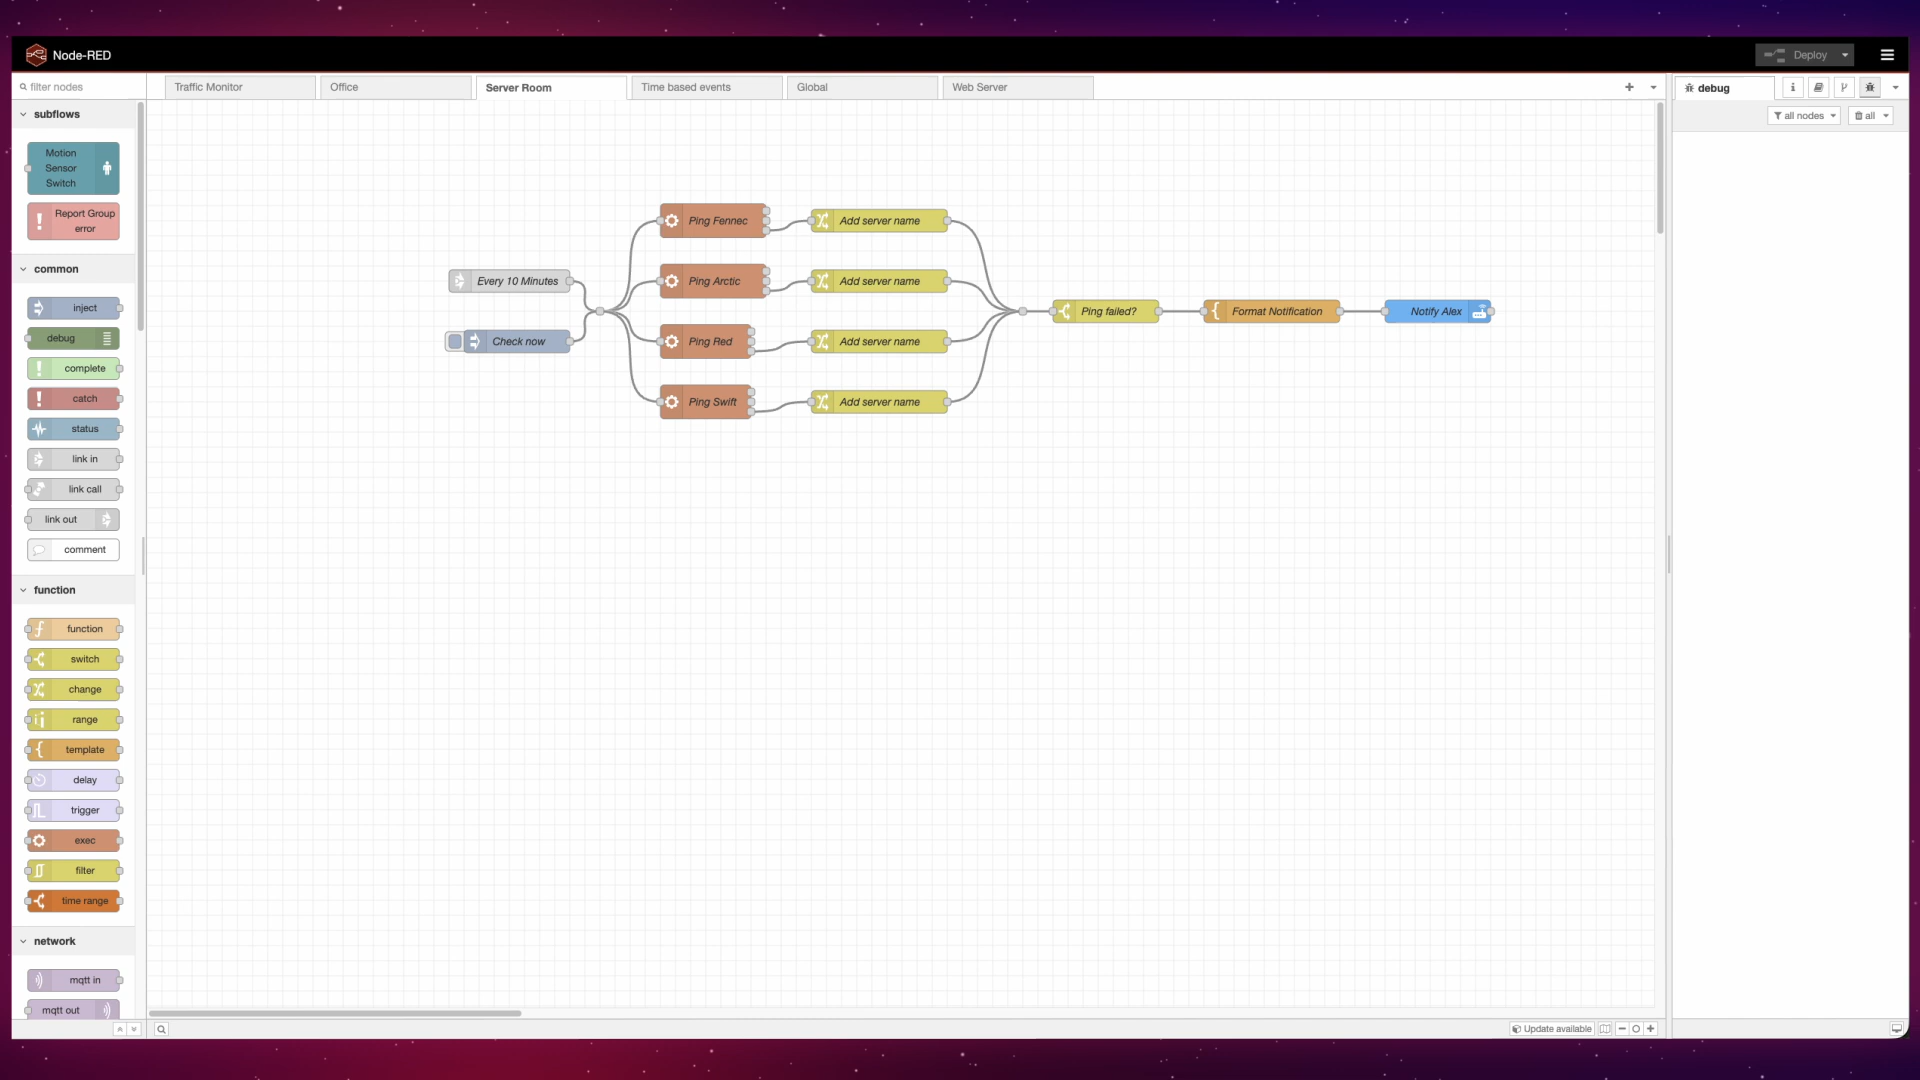 Node-RED
Deploy
filter nodes
Traffic Monitor
Office
Server Room
Time based events
Global
Web Server
debug
i
all nodes
all
subflows
Motion
Sensor
Switch
Report Group
error
common
inject
debug
complete
catch
status
link in
link call
link out
comment
function
function
switch
change
range
template
delay
trigger
exec
filter
time range
network
mqtt in
mqtt out
Every 10 Minutes
Check now
Ping Fennec
Add server name
Ping Arctic
Add server name
Ping Red
Add server name
Ping Swift
Add server name
Ping failed?
Format Notification
Notify Alex
Update available